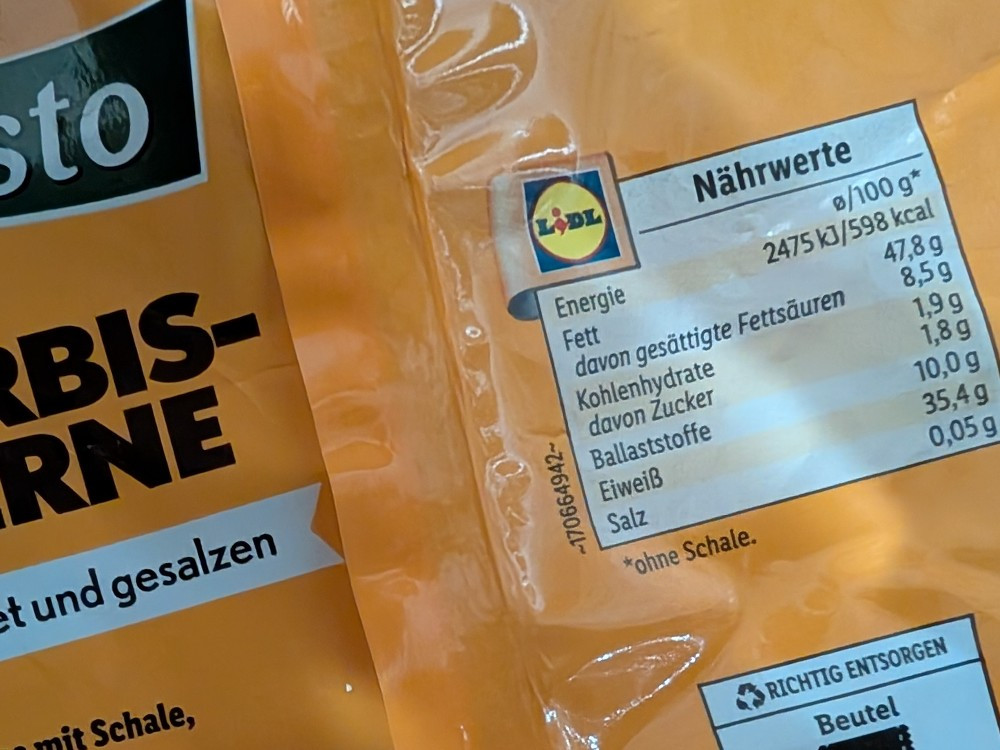 sto
RBIS-
RNE
et und gesalzen
mit Schale,
LIDL
Nährwerte
ø/100 g*
Energie 2475 kJ/598 kcal
Fett 47,8 g
davon gesättigte Fettsäuren 8,5 g
Kohlenhydrate 1,9 g
davon Zucker 1,8 g
Ballaststoffe 10,0 g
Eiweiß 35,4 g
Salz 0,05 g
*ohne Schale.
~170664942~
RICHTIG ENTSORGEN
Beutel